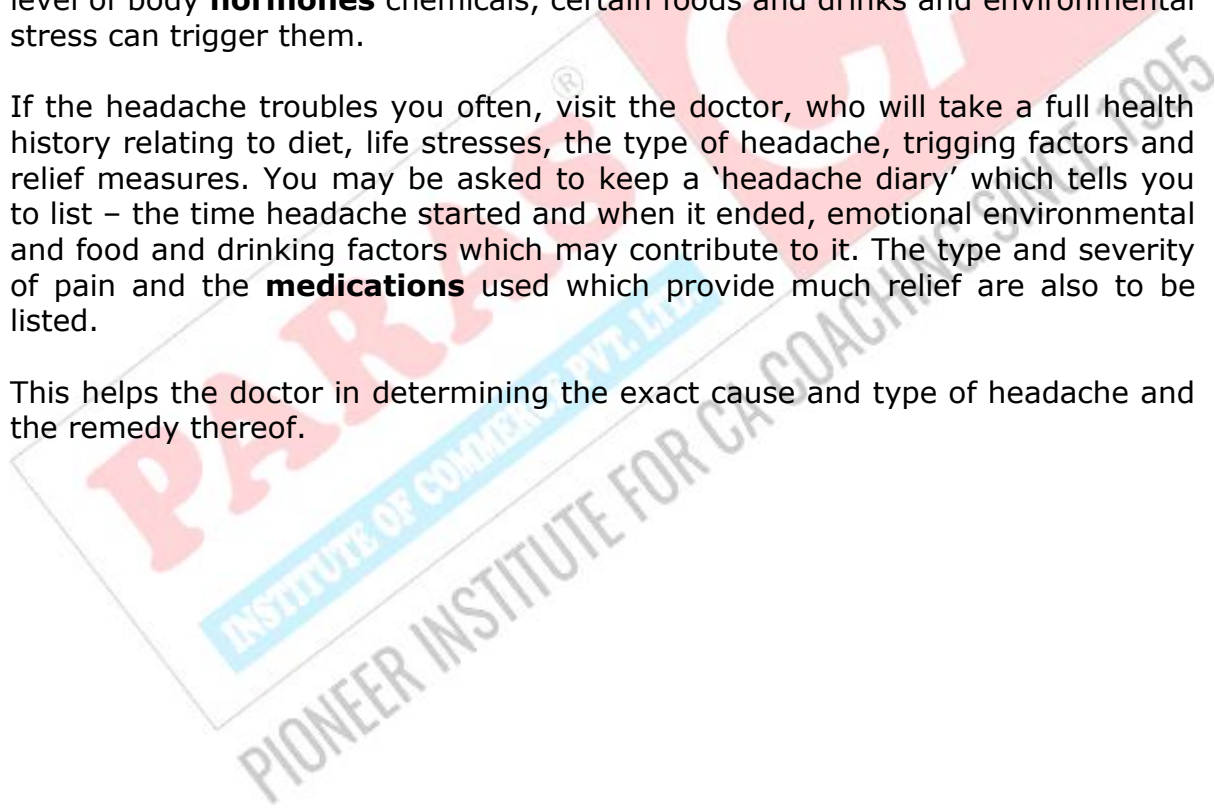 level of body hormones chemicals, certain foods and drinks and environmental
stress can trigger them.
If the headache troubles you often, visit the doctor, who will take a full health
history relating to diet, life stresses, the type of headache, trigging factors and
relief measures. You may be asked to keep a ‘headache diary’ which tells you
to list – the time headache started and when it ended, emotional environmental
and food and drinking factors which may contribute to it. The type and severity
of pain and the medications used which provide much relief are also to be
listed.
This helps the doctor in determining the exact cause and type of headache and
the remedy thereof.
®
PARAS
INSTITUTE OF COMMERCE PVT. LTD.
PIONEER INSTITUTE FOR CA COACHING SINCE 1995